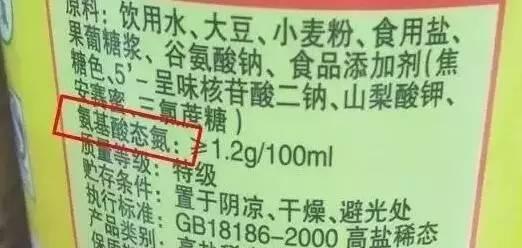 原料:饮用水、大豆、小麦粉、食用盐、
果葡糖浆、谷氨酸钠、食品添加剂(焦
糖色、5'-呈味核苷酸二钠、山梨酸钾、
安赛蜜、三氯蔗糖)
氨基酸态氮:≥1.2g/100ml
质量等级:特级
贮存条件:置于阴凉、干燥、避光处
执行标准:GB18186-2000 高盐稀态
产品类别: